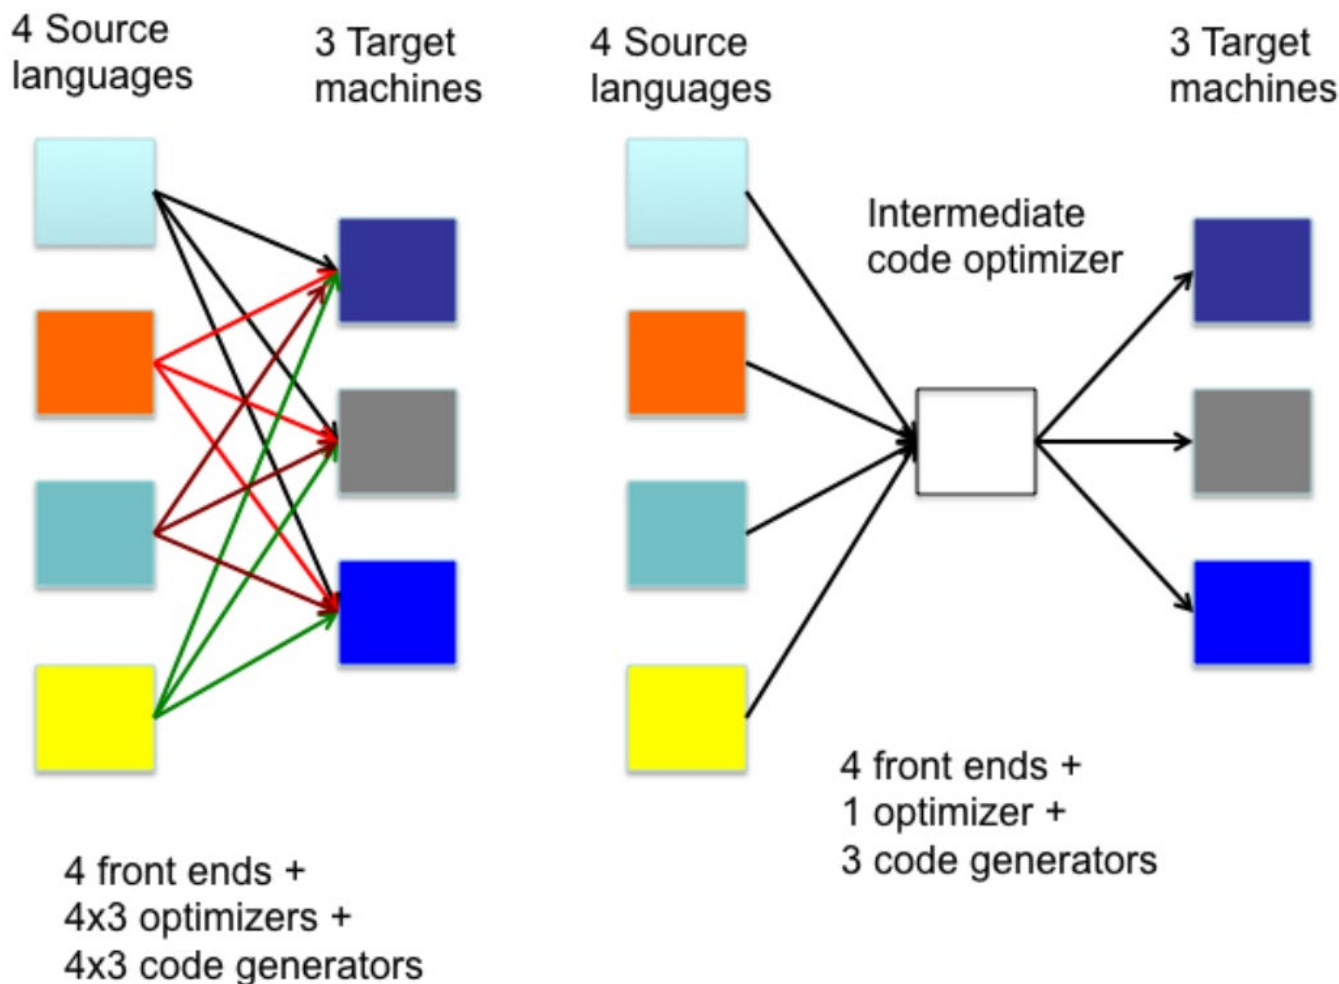 4 Source
languages
3 Target
machines
4 front ends +
4x3 optimizers +
4x3 code generators
4 Source
languages
Intermediate
code optimizer
3 Target
machines
4 front ends +
1 optimizer +
3 code generators